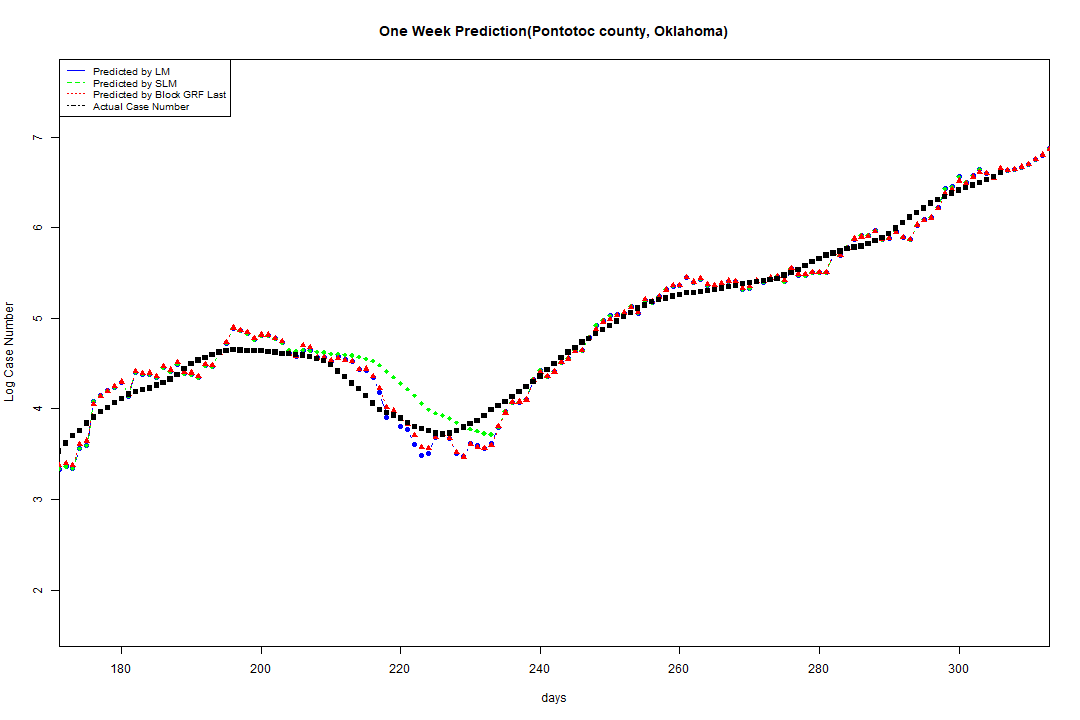 One Week Prediction(Pontotoc county, Oklahoma)
Predicted by LM
Predicted by SLM
Predicted by Block GRF Last
Actual Case Number
Log Case Number
7
6
5
4
3
2
180 200 220 240 260 280 300
days